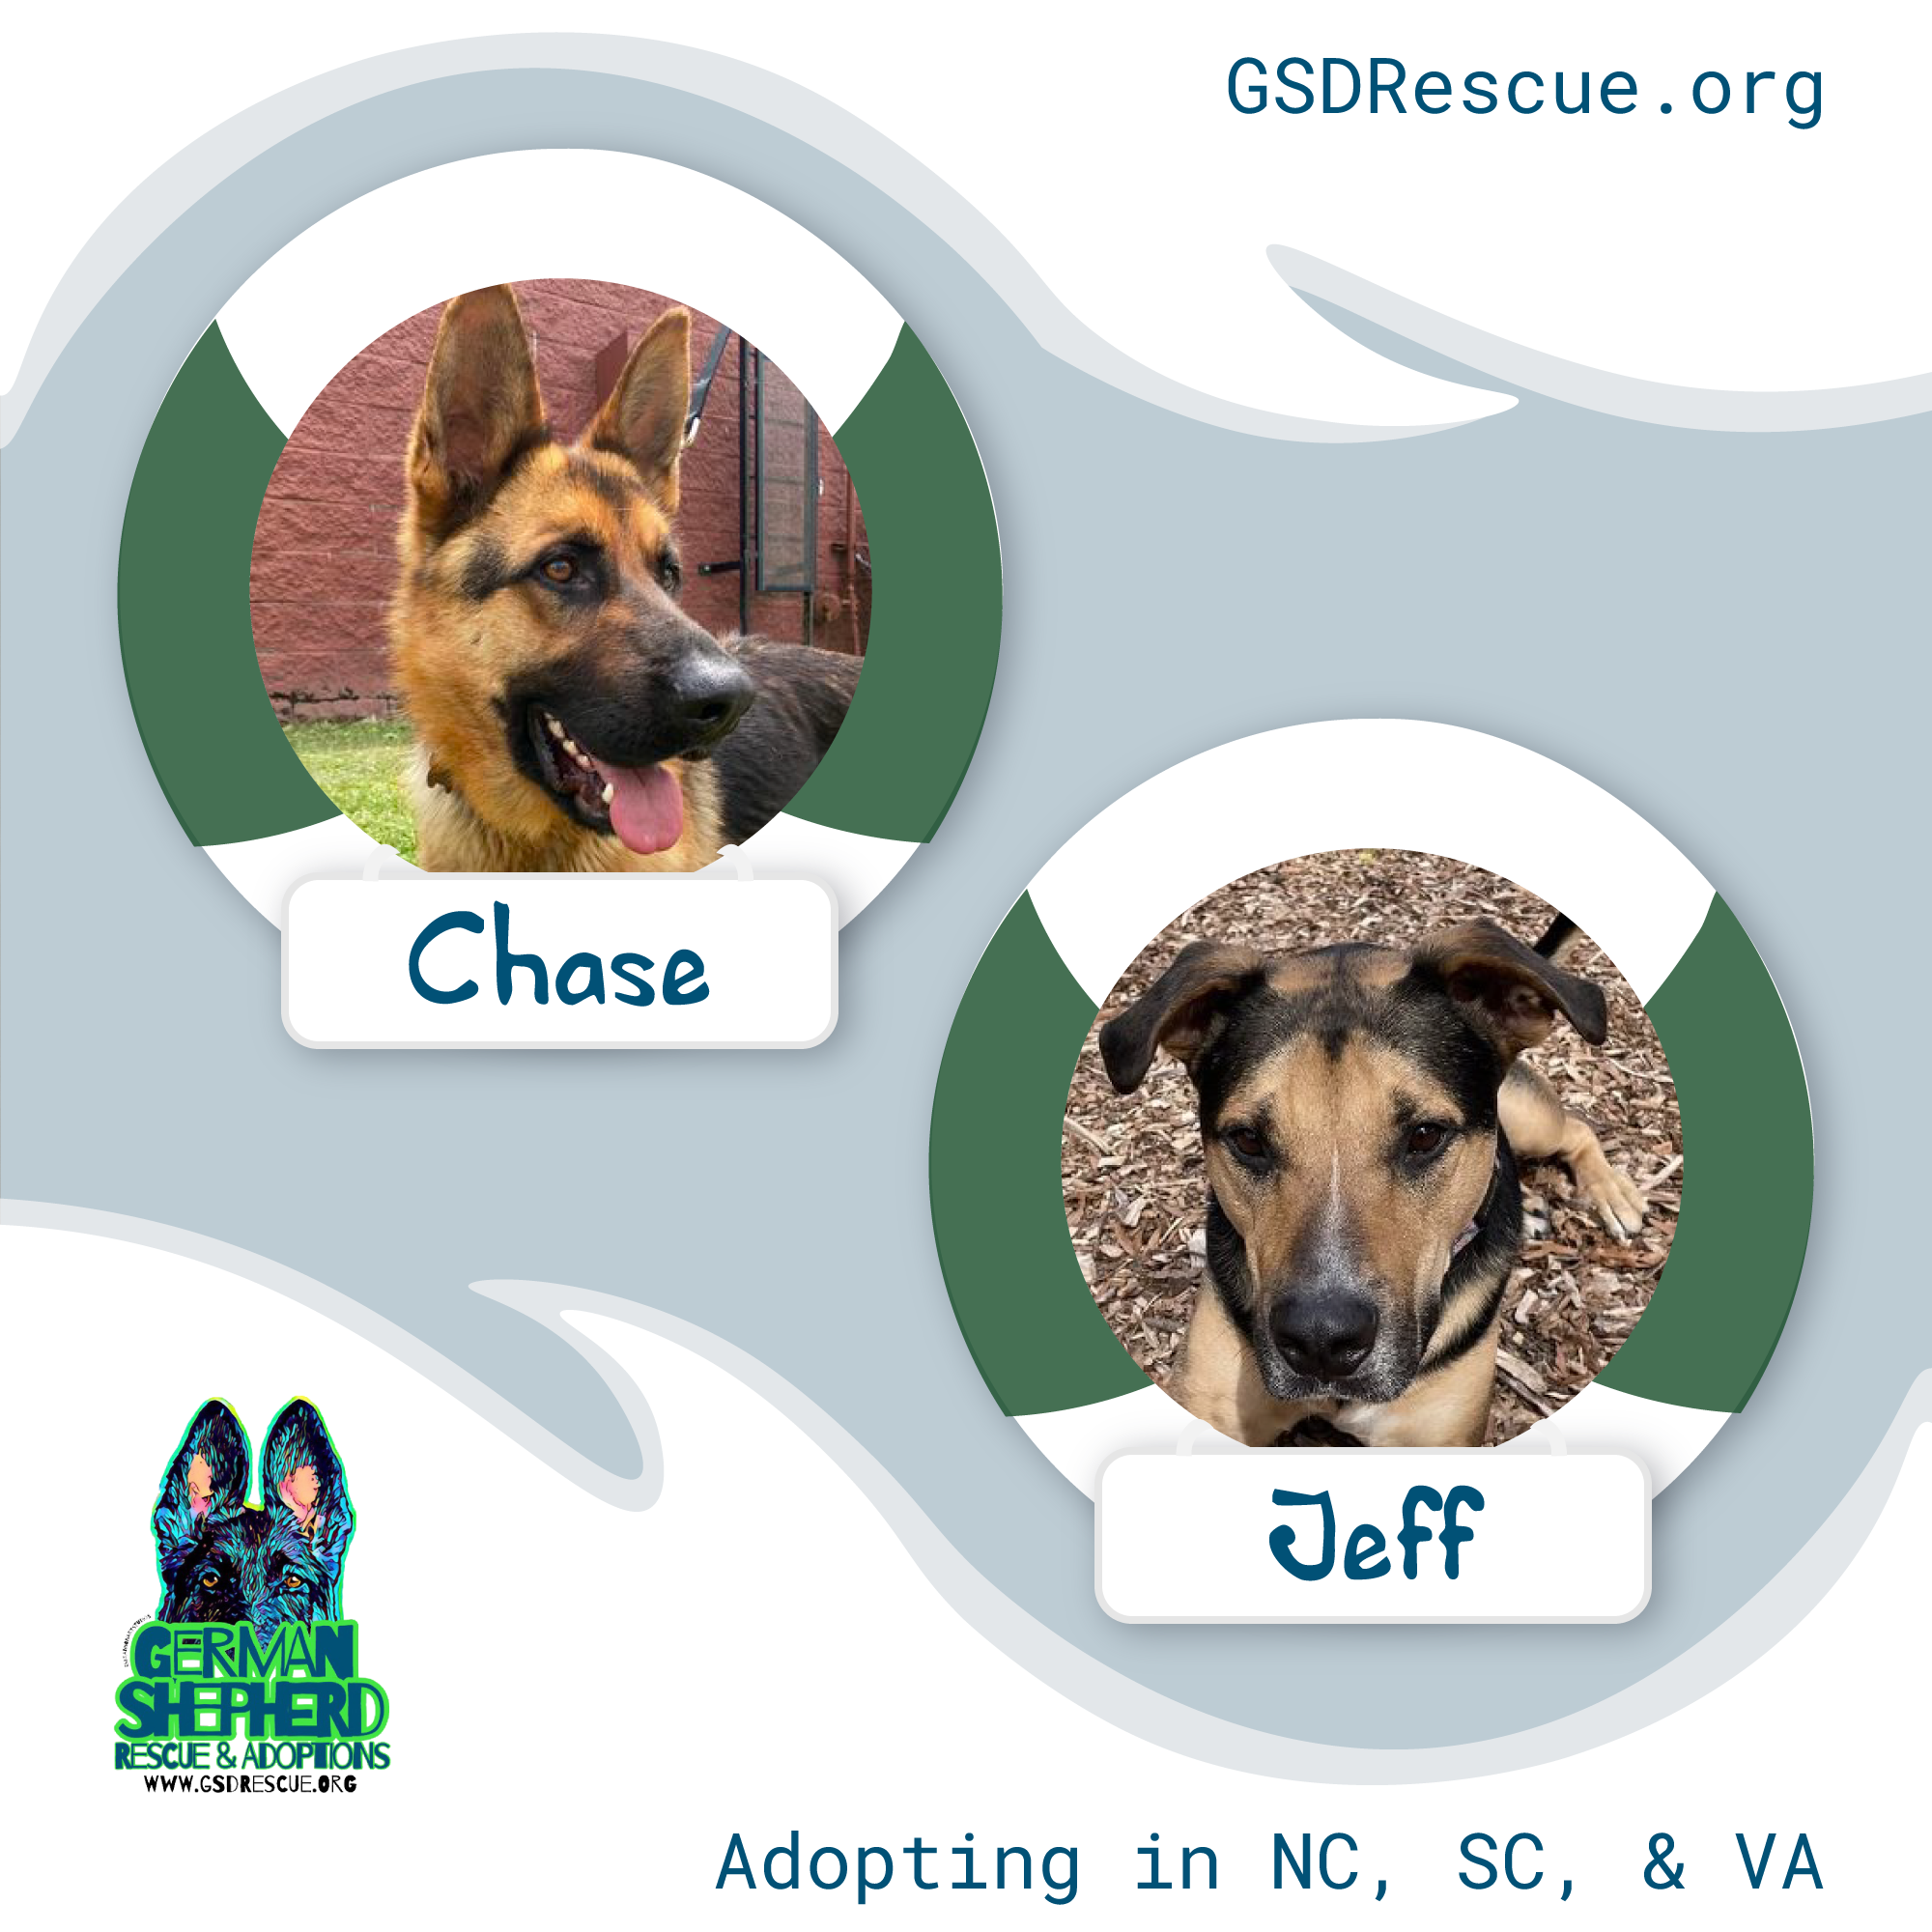 GSDRescue.org
Chase
Jeff
GERMAN
SHEPHERD
RESCUE & ADOPTIONS
WWW.GSDRESCUE.ORG
Adopting in NC, SC, & VA